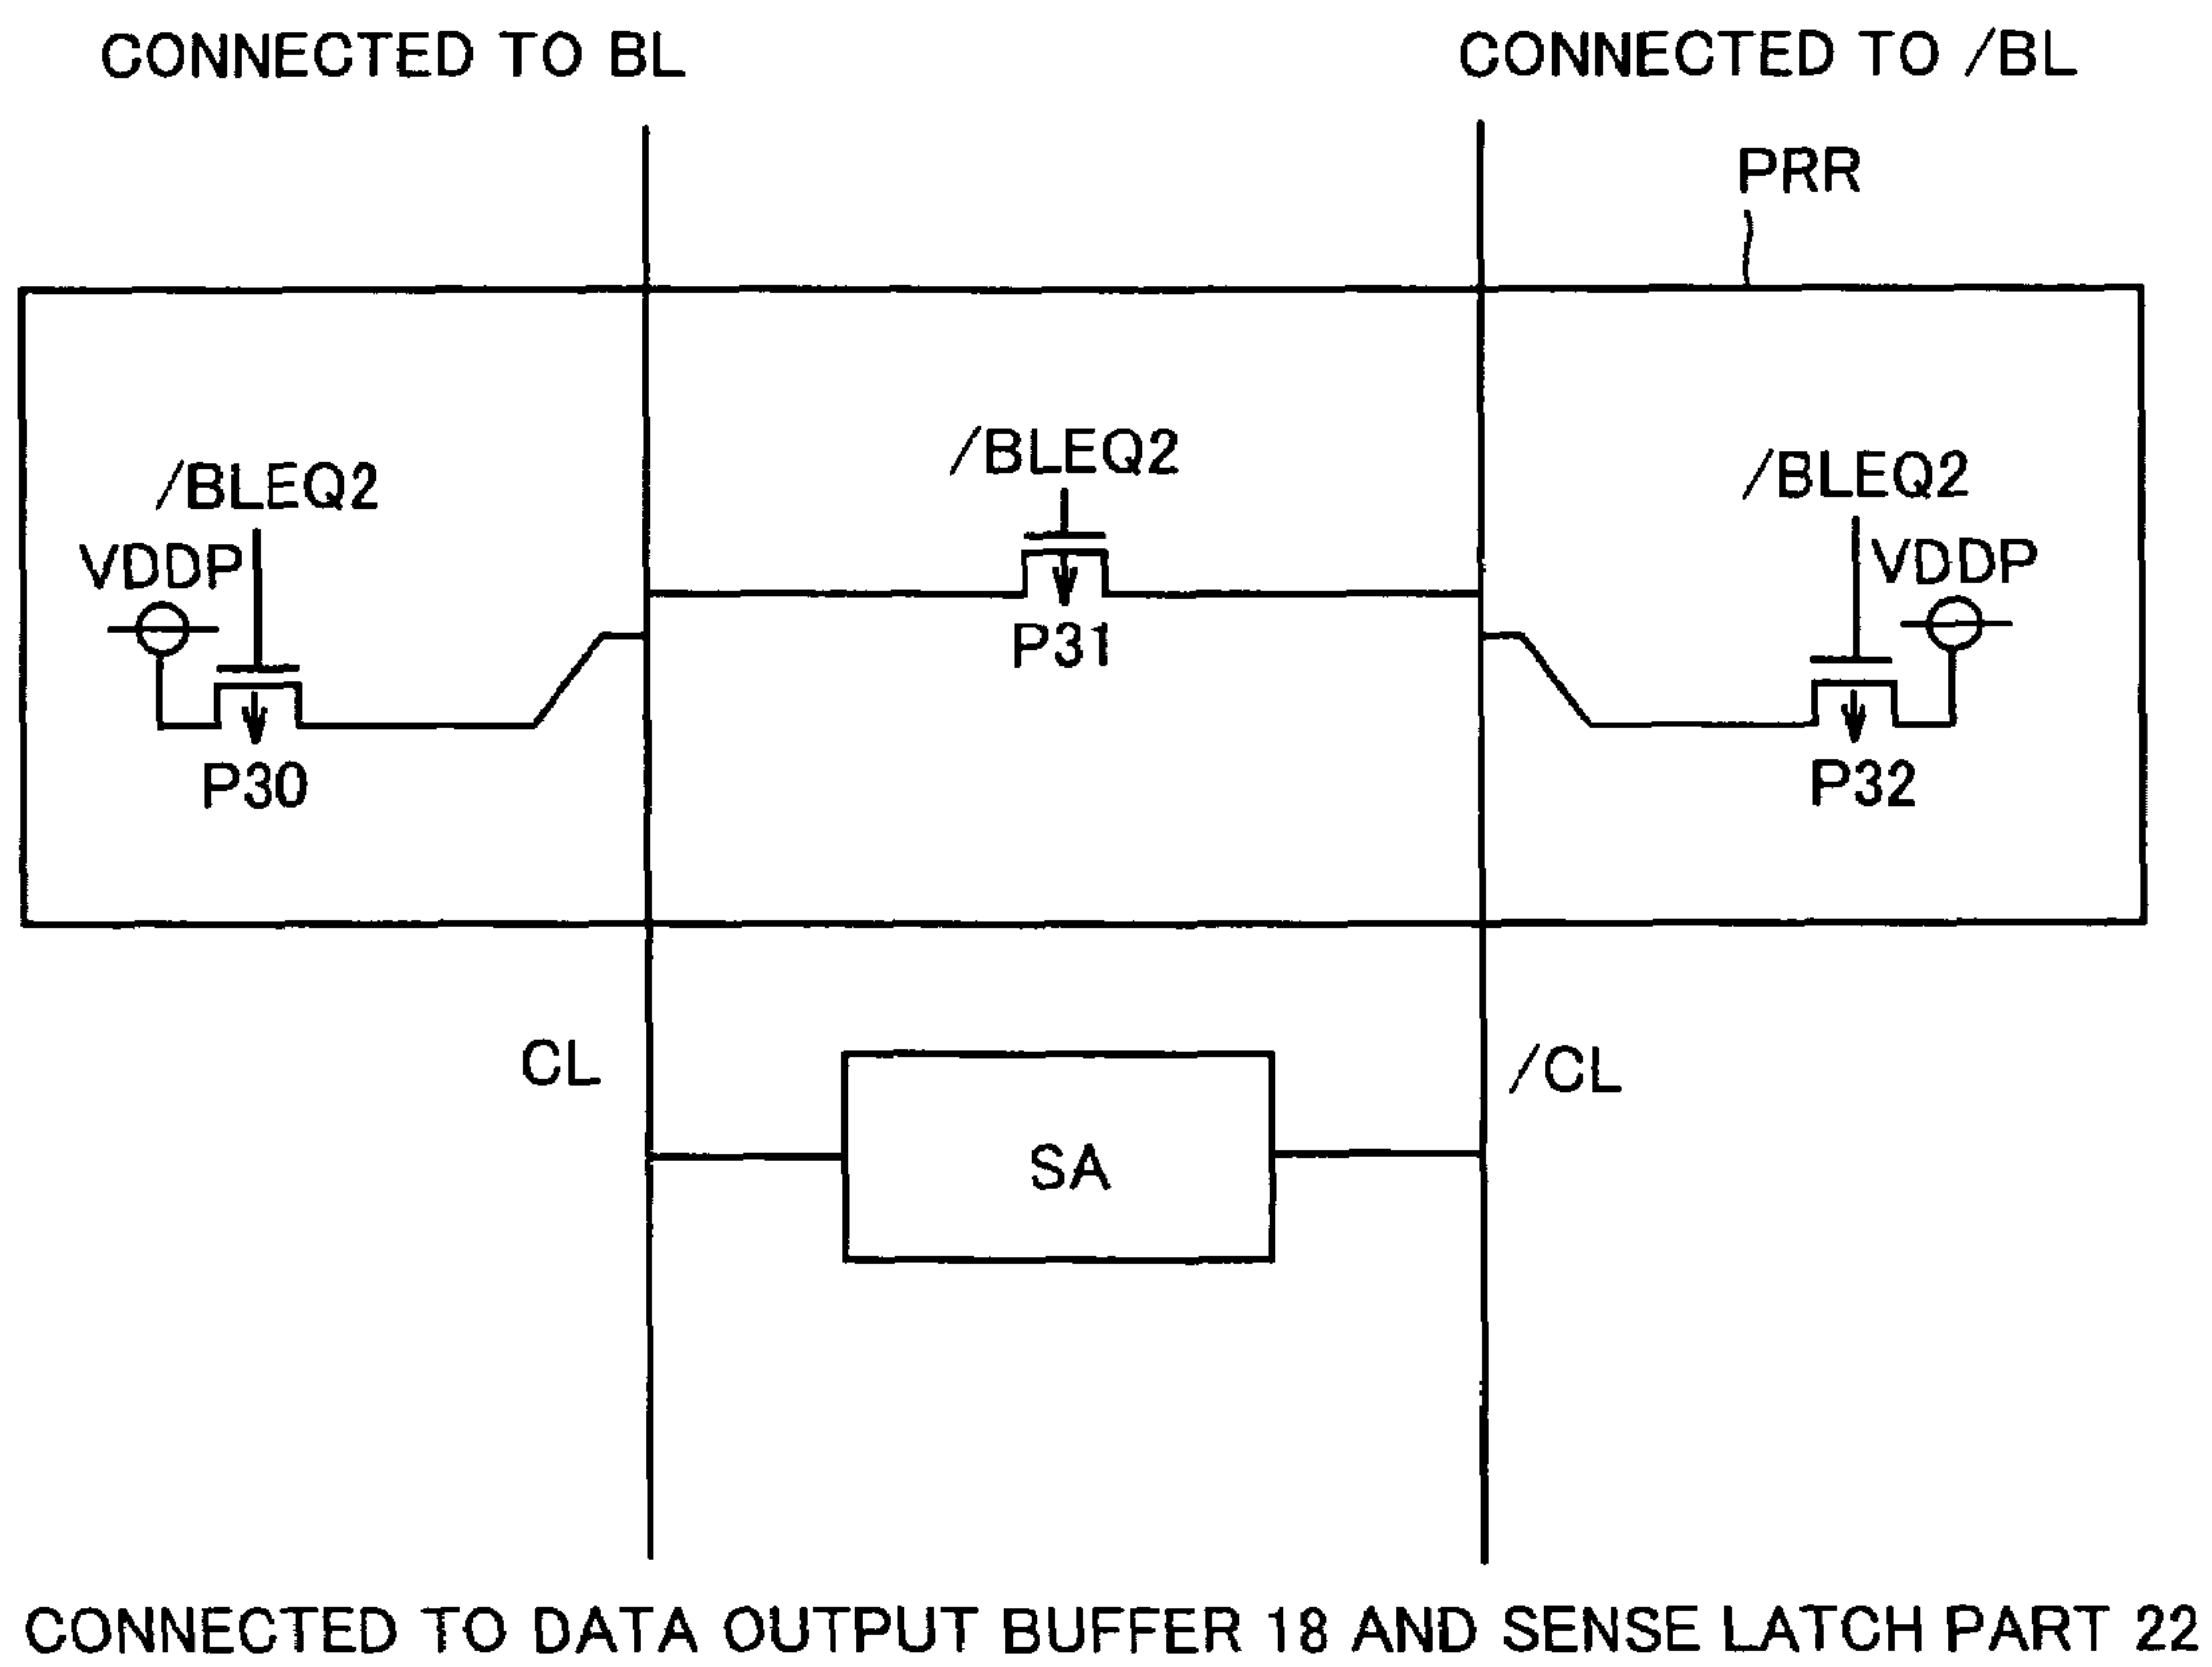 CONNECTED TO BL
CONNECTED TO /BL
PRR
/BLEQ2
/BLEQ2
/BLEQ2
VDDP
VDDP
P31
P30
P32
CL
/CL
SA
CONNECTED TO DATA OUTPUT BUFFER 18 AND SENSE LATCH PART 22